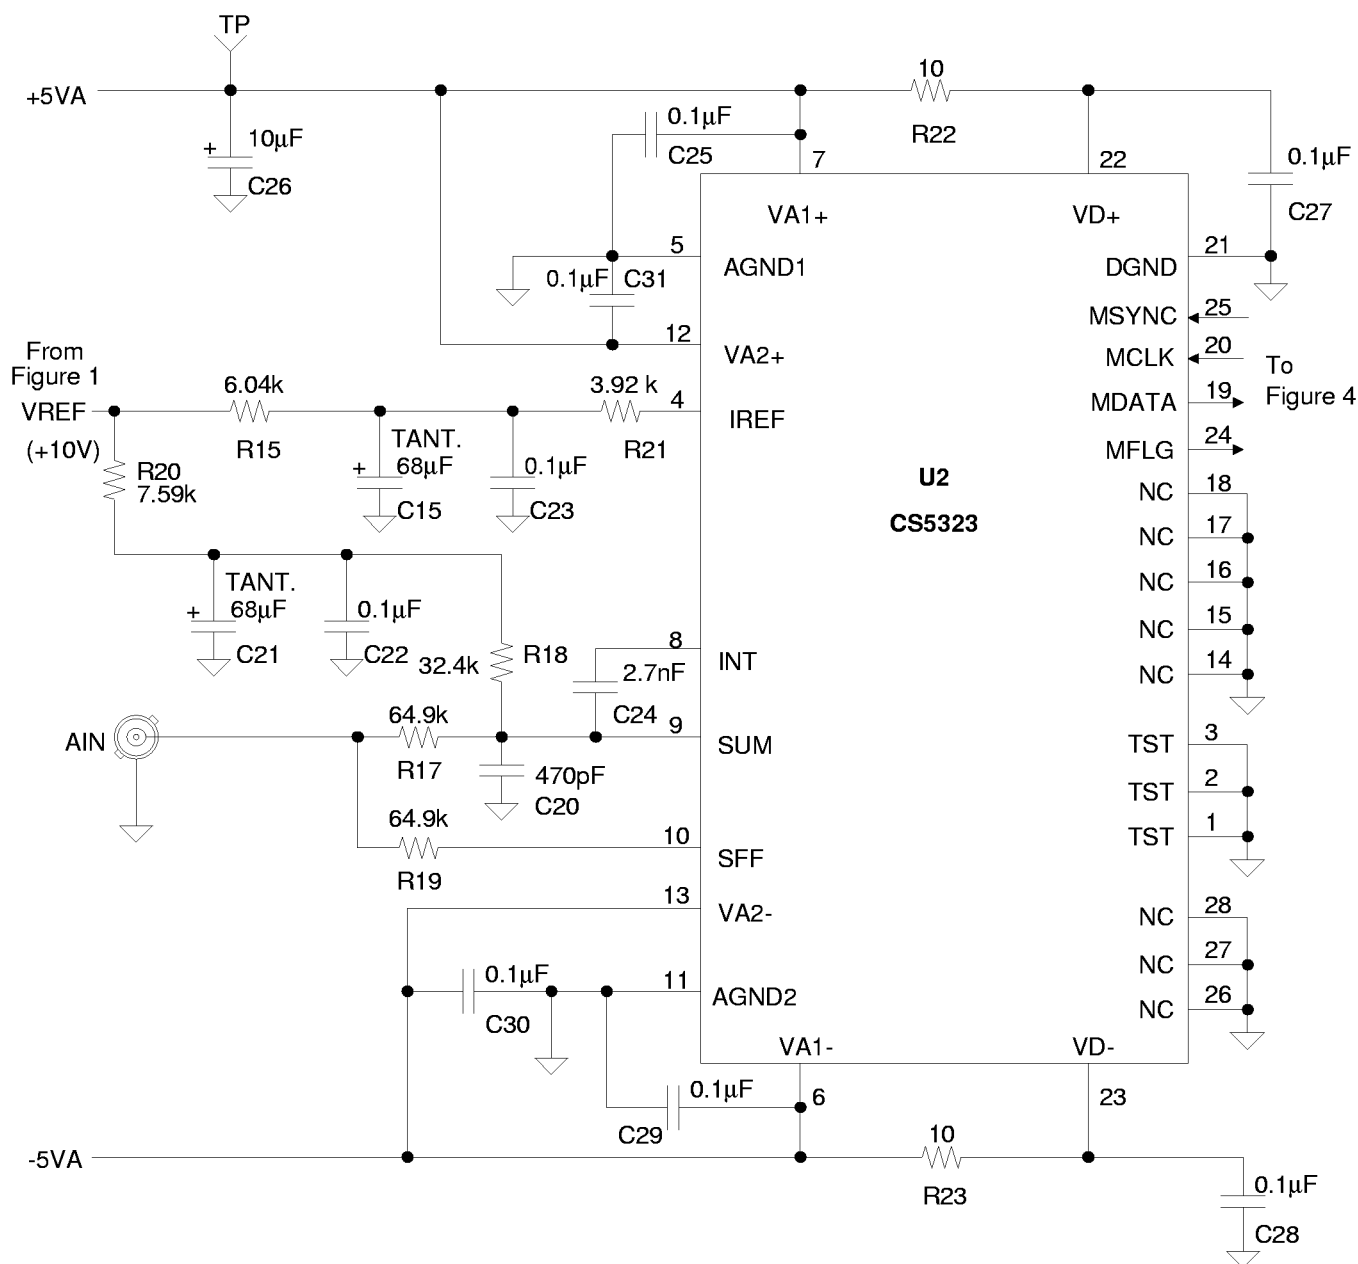 TP
+5VA
+
10µF
C26
0.1µF
C25
7
10
R22
22
0.1µF
C27
VA1+
VD+
5
AGND1
21
DGND
0.1µF
C31
25
MSYNC
12
VA2+
20
MCLK
To
Figure 4
From
Figure 1
VREF
(+10V)
6.04k
R15
3.92 k
R21
4
IREF
19
MDATA
24
MFLG
R20
7.59k
TANT.
+
68µF
C15
0.1µF
C23
U2
CS5323
NC
18
NC
17
NC
16
NC
15
NC
14
TANT.
+
68µF
C21
0.1µF
C22
32.4k
R18
8
INT
2.7nF
C24
AIN
64.9k
R17
9
SUM
470pF
C20
64.9k
R19
10
SFF
TST
3
TST
2
TST
1
13
VA2-
0.1µF
C30
11
AGND2
NC
28
NC
27
NC
26
VA1-
VD-
0.1µF
C29
6
23
-5VA
10
R23
0.1µF
C28